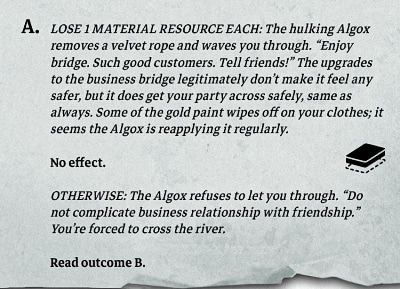 A. LOSE 1 MATERIAL RESOURCE EACH: The hulking Algox
removes a velvet rope and waves you through. “Enjoy
bridge. Such good customers. Tell friends!” The upgrades
to the business bridge legitimately don’t make it feel any
safer, but it does get your party across safely, same as
always. Some of the gold paint wipes off on your clothes; it
seems the Algox is reapplying it regularly.
No effect.
OTHERWISE: The Algox refuses to let you through. “Do
not complicate business relationship with friendship.”
You’re forced to cross the river.
Read outcome B.